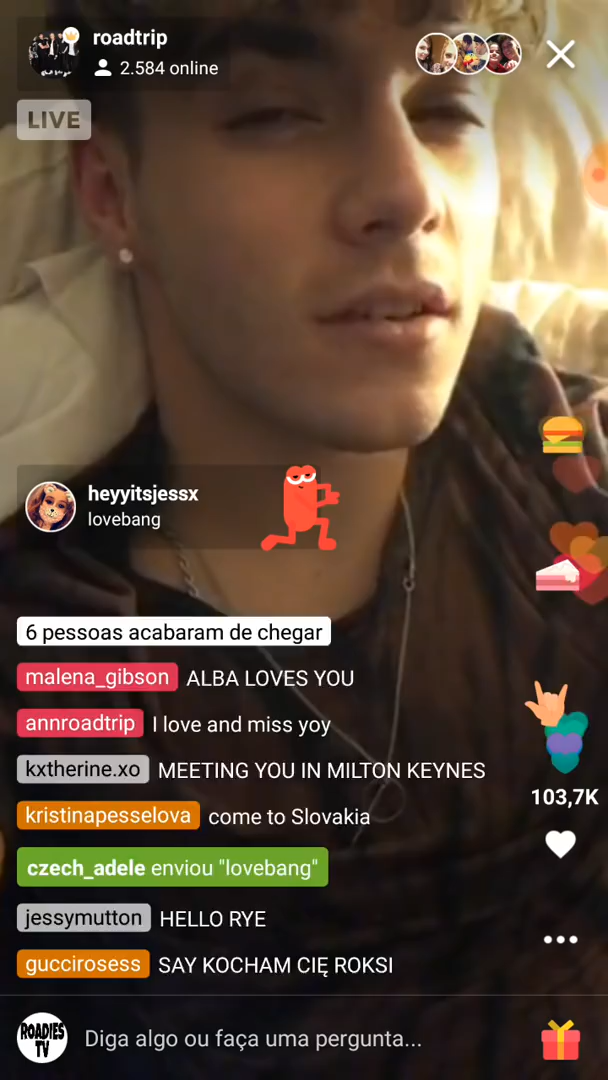 roadtrip
2.584 online
LIVE
heyyitsjessx
lovebang
6 pessoas acabaram de chegar
malena_gibson ALBA LOVES YOU
annroadtrip I love and miss yoy
kxtherine.xo MEETING YOU IN MILTON KEYNES
kristinapesselova come to Slovakia
103,7K
czech_adele enviou "lovebang"
jessymutton HELLO RYE
guccirosess SAY KOCHAM CIĘ ROKSI
ROADIES
TV
Diga algo ou faça uma pergunta...